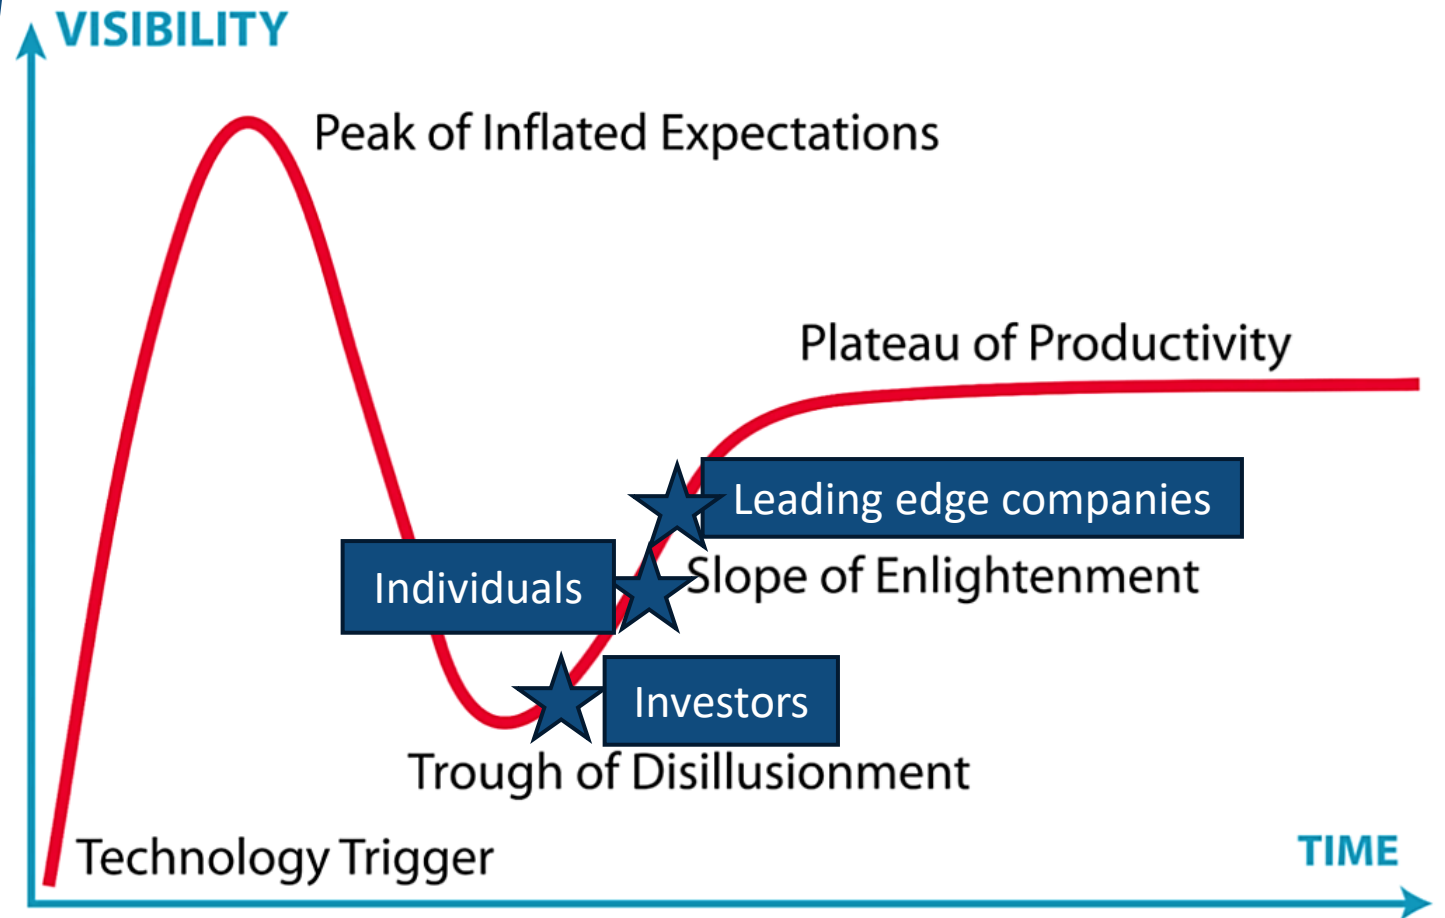 VISIBILITY
Peak of Inflated Expectations
Plateau of Productivity
Leading edge companies
Individuals
Slope of Enlightenment
Investors
Trough of Disillusionment
Technology Trigger
TIME